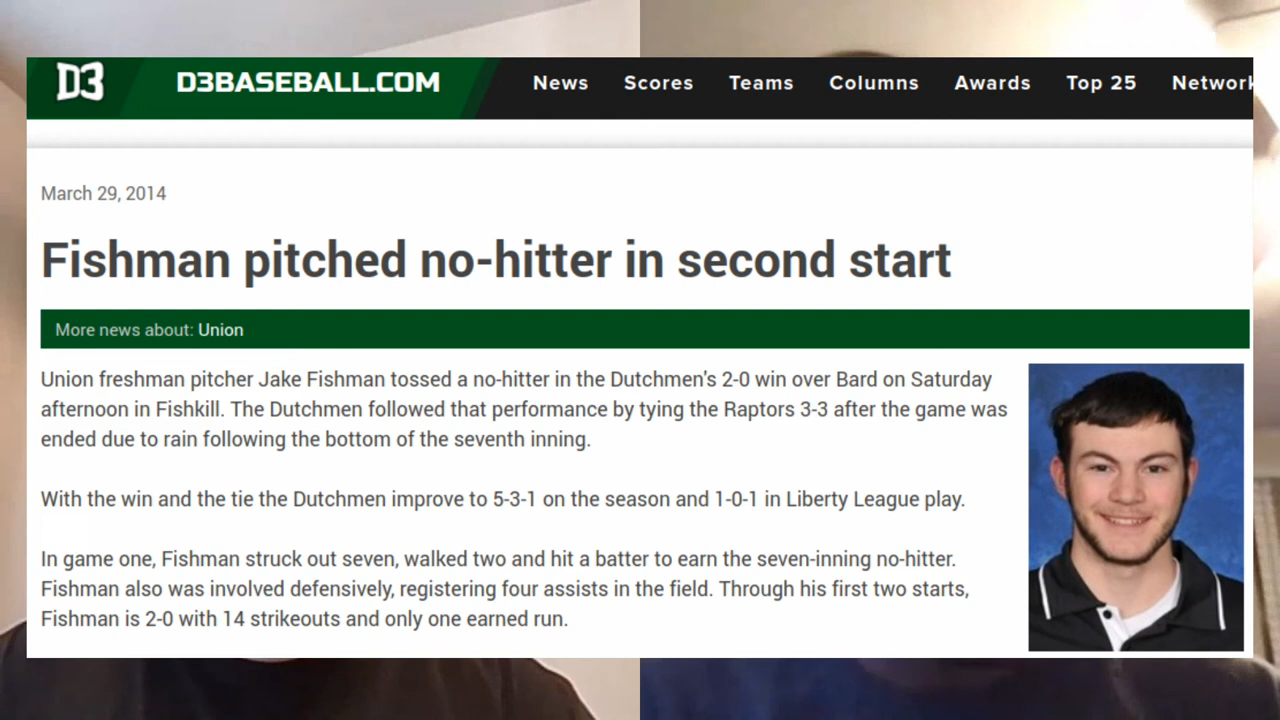 D3 D3BASEBALL.COM News Scores Teams Columns Awards Top 25 Network
March 29, 2014
Fishman pitched no-hitter in second start
More news about: Union
Union freshman pitcher Jake Fishman tossed a no-hitter in the Dutchmen's 2-0 win over Bard on Saturday
afternoon in Fishkill. The Dutchmen followed that performance by tying the Raptors 3-3 after the game was
ended due to rain following the bottom of the seventh inning.
With the win and the tie the Dutchmen improve to 5-3-1 on the season and 1-0-1 in Liberty League play.
In game one, Fishman struck out seven, walked two and hit a batter to earn the seven-inning no-hitter.
Fishman also was involved defensively, registering four assists in the field. Through his first two starts,
Fishman is 2-0 with 14 strikeouts and only one earned run.